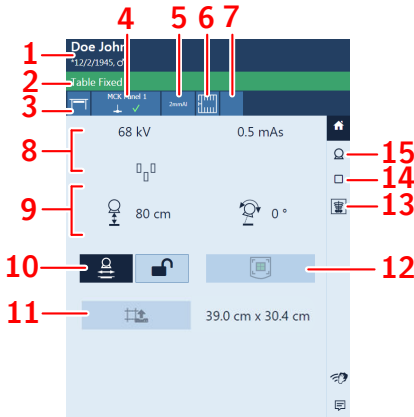 Doe John
1
*12/2/1945, ♂
2 Table Fixed
3
4
5
6
7
MCK Panel 1
2mmAl
8
68 kV 0.5 mAs
9
80 cm 0 °
10
11
39.0 cm x 30.4 cm
12
13
14
15